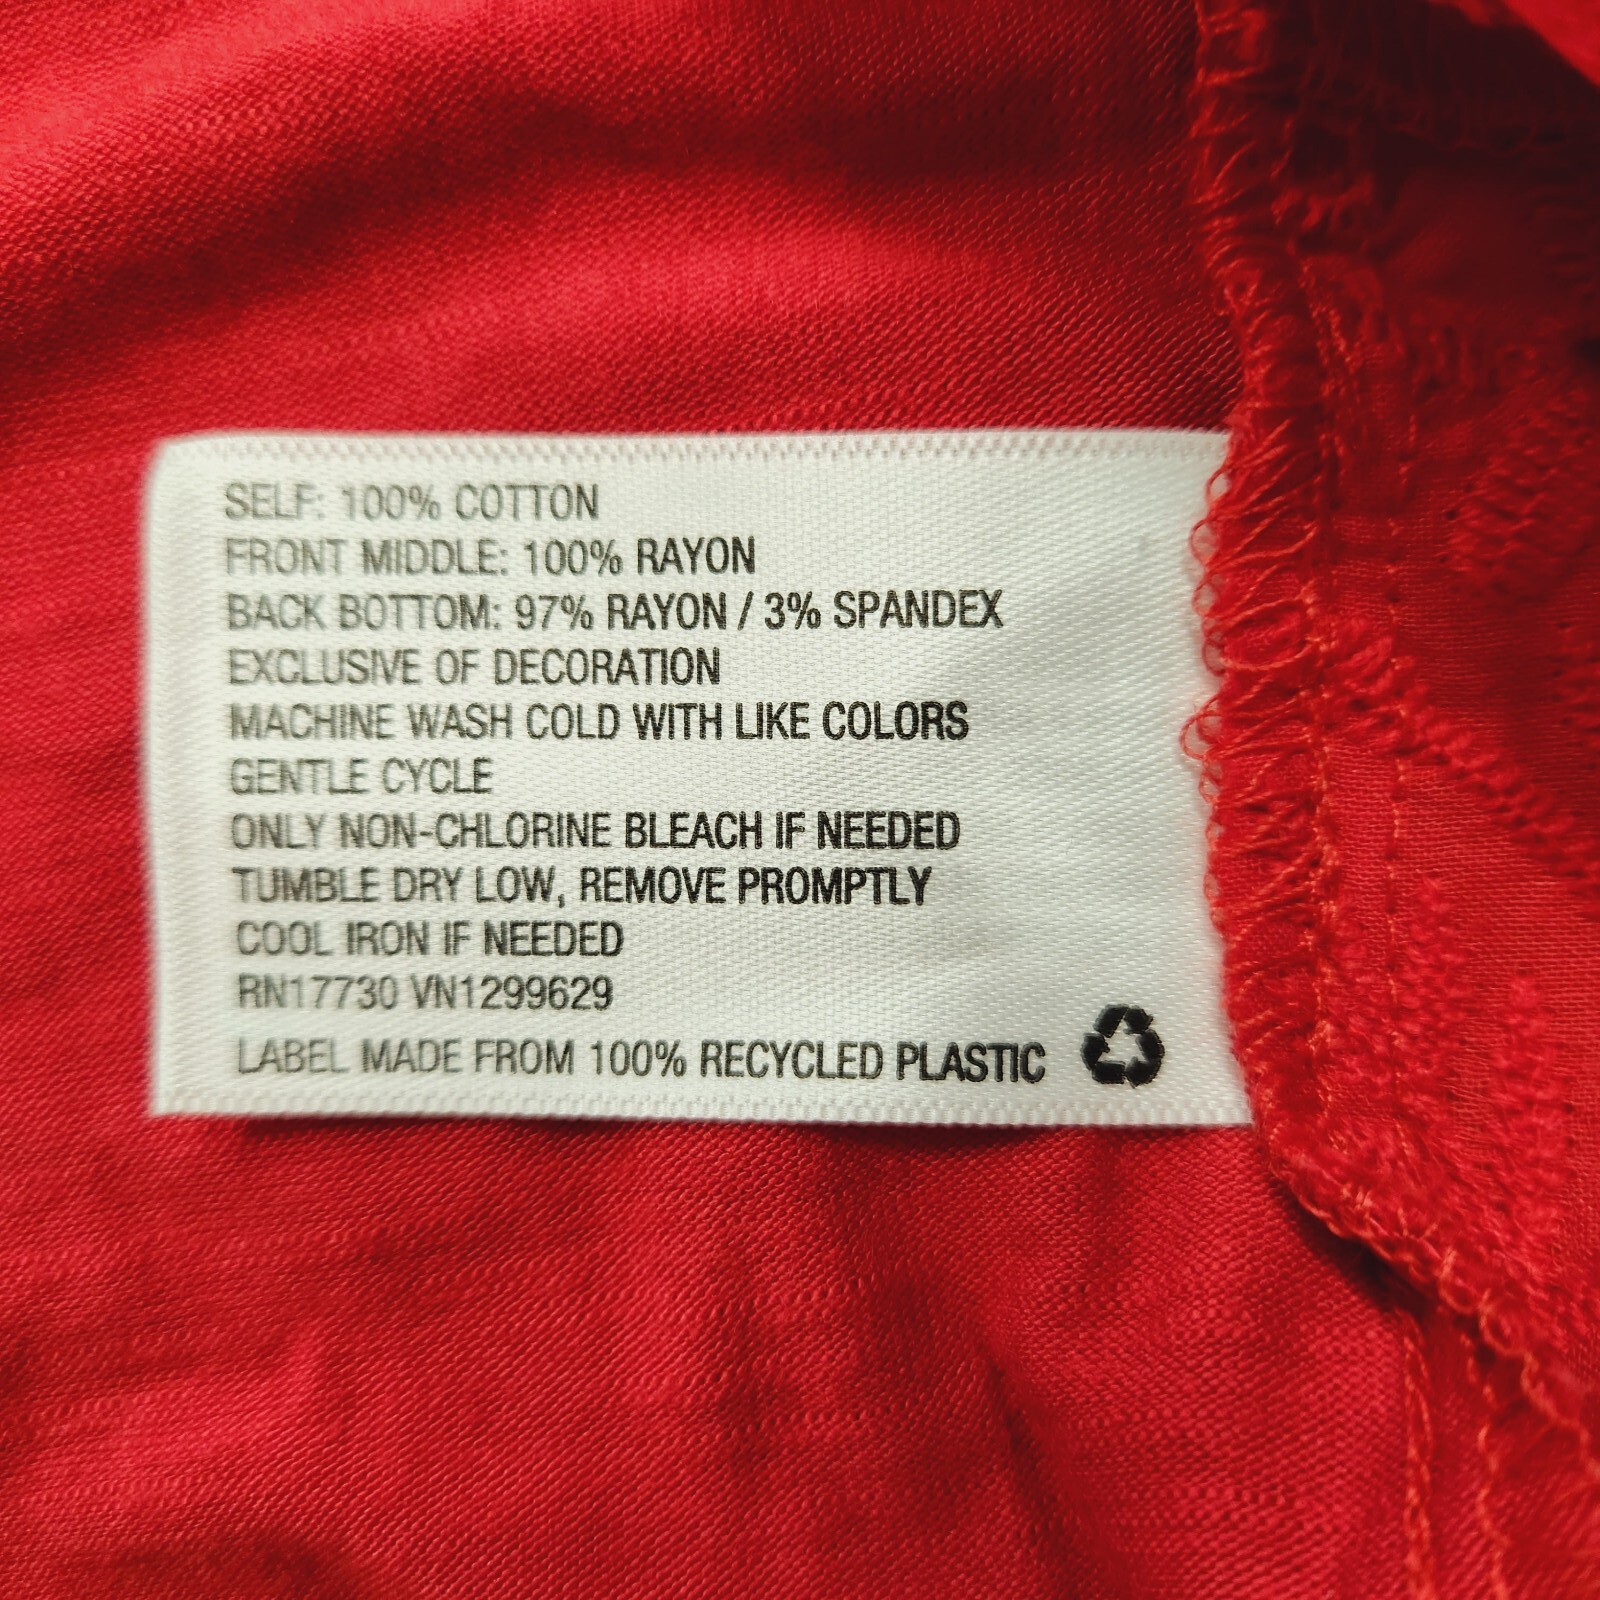 SELF: 100% COTTON
FRONT MIDDLE: 100% RAYON
BACK BOTTOM: 97% RAYON / 3% SPANDEX
EXCLUSIVE OF DECORATION
MACHINE WASH COLD WITH LIKE COLORS
GENTLE CYCLE
ONLY NON-CHLORINE BLEACH IF NEEDED
TUMBLE DRY LOW, REMOVE PROMPTLY
COOL IRON IF NEEDED
RN17730 VN1299629
LABEL MADE FROM 100% RECYCLED PLASTIC